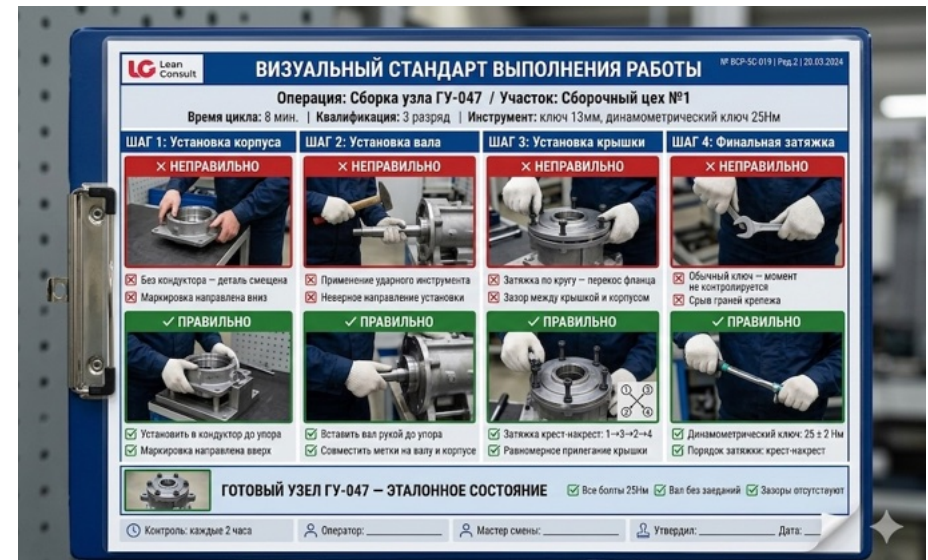 LC Lean Consult
ВИЗУАЛЬНЫЙ СТАНДАРТ ВЫПОЛНЕНИЯ РАБОТЫ
№ ВСР-SC-019 | Ред.2 | 20.03.2024
Операция: Сборка узла ГУ-047 / Участок: Сборочный цех №1
Время цикла: 8 мин. | Квалификация: 3 разряд | Инструмент: ключ 13мм, динамометрический ключ 25Нм
ШАГ 1: Установка корпуса
× НЕПРАВИЛЬНО
Без кондуктора — деталь смещена
Маркировка направлена вниз
✓ ПРАВИЛЬНО
Установить в кондуктор до упора
Маркировка направлена вверх
ШАГ 2: Установка вала
× НЕПРАВИЛЬНО
Применение ударного инструмента
Неверное направление установки
✓ ПРАВИЛЬНО
Вставить вал рукой до упора
Совместить метки на валу и корпусе
ШАГ 3: Установка крышки
× НЕПРАВИЛЬНО
Затяжка по кругу — перекос фланца
Зазор между крышкой и корпусом
✓ ПРАВИЛЬНО
1 3
2 4
Затяжка крест-накрест: 1→3→2→4
Равномерное прилегание крышки
ШАГ 4: Финальная затяжка
× НЕПРАВИЛЬНО
Обычный ключ — момент
не контролируется
Срыв граней крепежа
✓ ПРАВИЛЬНО
Динамометрический ключ: 25 ± 2 Нм
Порядок затяжки: крест-накрест
ГОТОВЫЙ УЗЕЛ ГУ-047 — ЭТАЛОННОЕ СОСТОЯНИЕ
Все болты 25Нм
Вал без заеданий
Зазоры отсутствуют
Контроль: каждые 2 часа
Оператор:
Мастер смены:
Утвердил:
Дата: